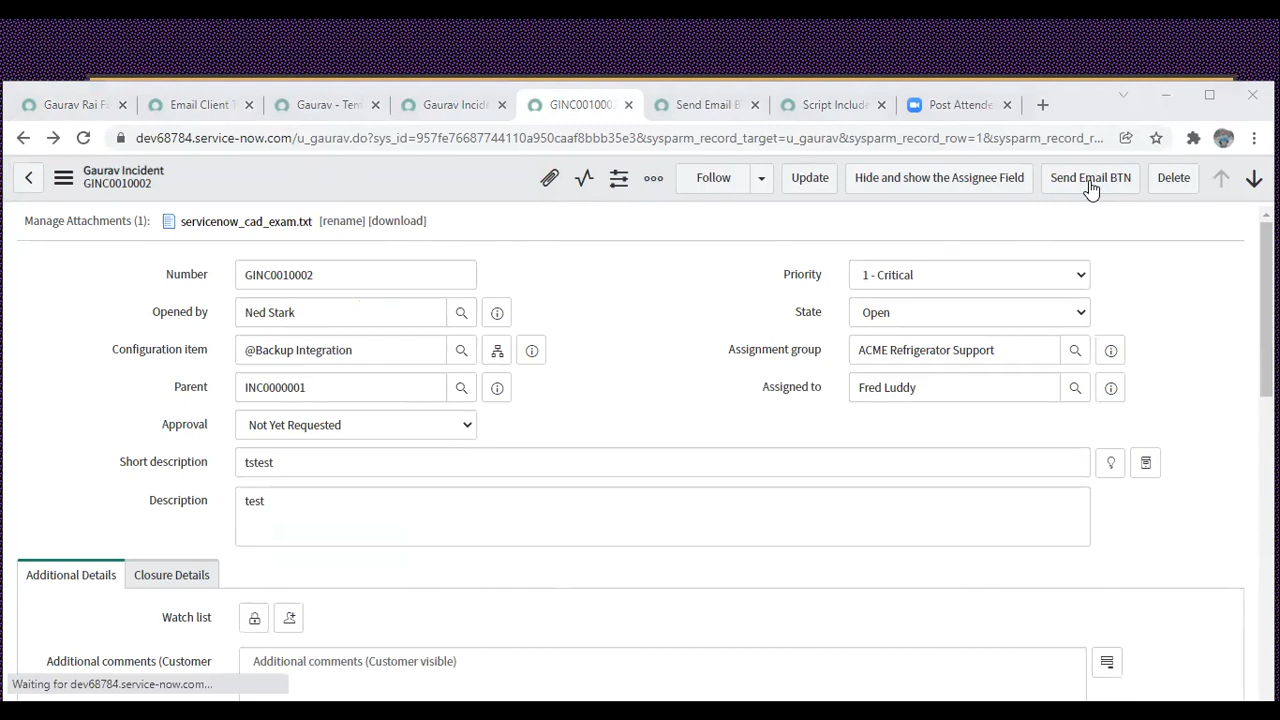 Gaurav Rai F
Email Client T
Gaurav - Tem
Gaurav Incid
GINC001000
Send Email B
Script Include
Post Attende
dev68784.service-now.com/u_gaurav.do?sys_id=957fe76687744110a950caaf8bbb35e3&sysparm_record_target=u_gaurav&sysparm_record_row=1&sysparm_record_r...
Gaurav Incident
GINC0010002
Follow
Update
Hide and show the Assignee Field
Send Email BTN
Delete
Manage Attachments (1): servicenow_cad_exam.txt [rename] [download]
Number GINC0010002
Priority 1 - Critical
Opened by Ned Stark
State Open
Configuration item @Backup Integration
Assignment group ACME Refrigerator Support
Parent INC0000001
Assigned to Fred Luddy
Approval Not Yet Requested
Short description tstest
Description test
Additional Details Closure Details
Watch list
Additional comments (Customer Additional comments (Customer visible)
Waiting for dev68784.service-now.com...